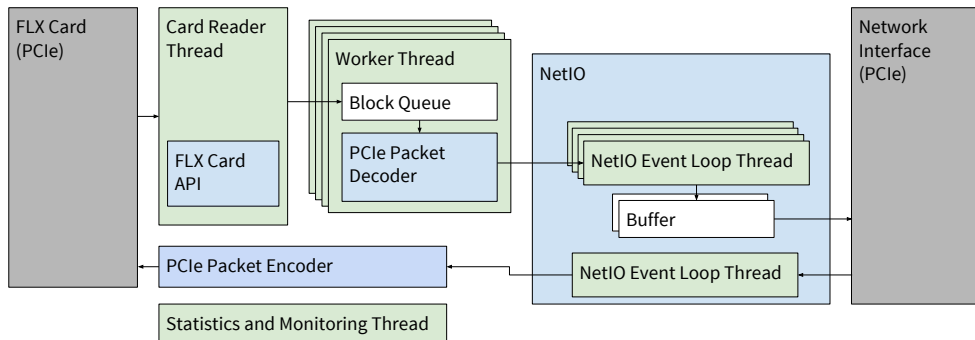 FLX Card
(PCIe)
Card Reader
Thread
FLX Card
API
Worker Thread
Block Queue
PCIe Packet
Decoder
NetIO
NetIO Event Loop Thread
Buffer
NetIO Event Loop Thread
Network
Interface
(PCIe)
PCIe Packet Encoder
Statistics and Monitoring Thread